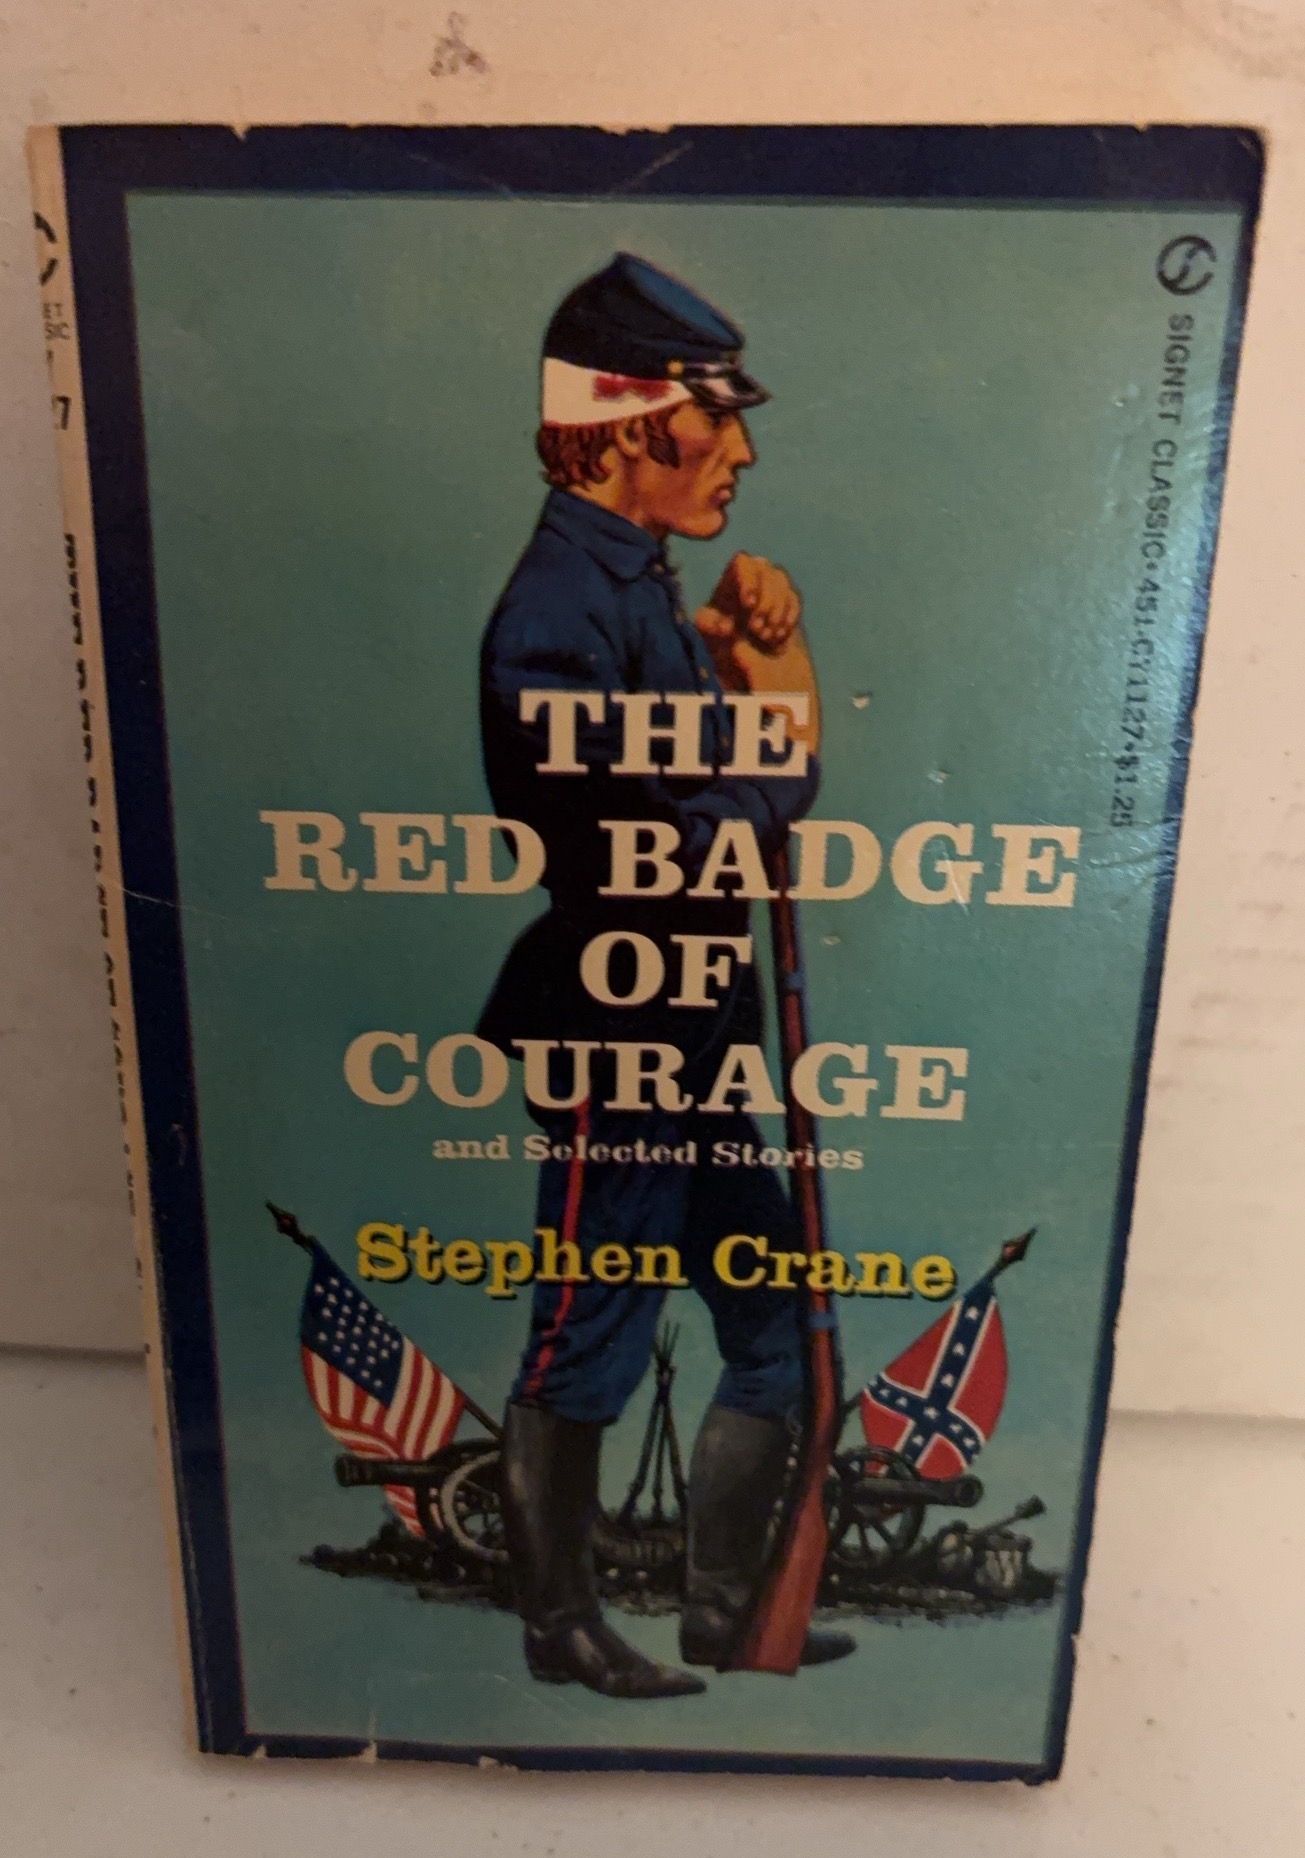 SIGNET CLASSIC • 451-CY1127 • $1.25
THE
RED BADGE
OF
COURAGE
and Selected Stories
Stephen Crane